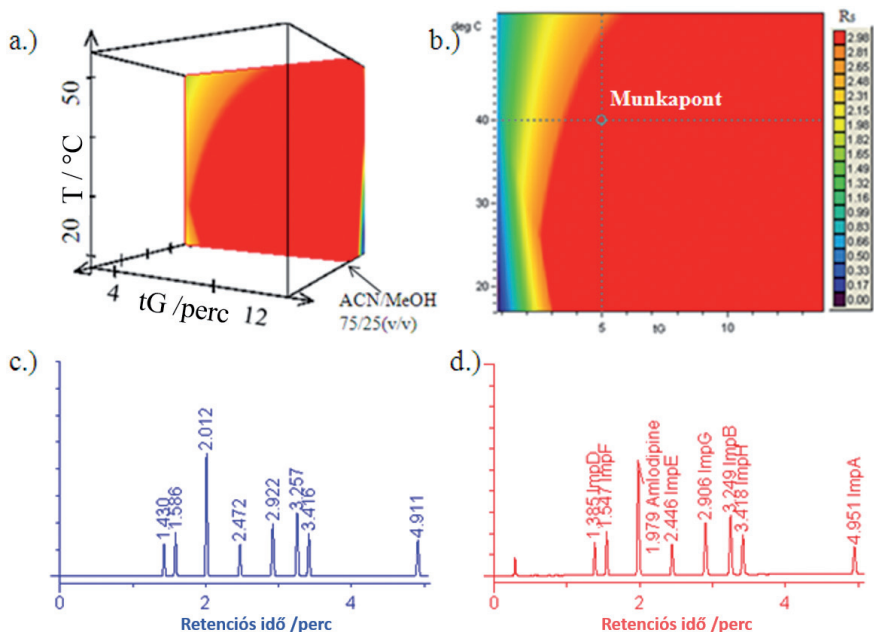 a.)
50
T / °C
20
4
tG /perc
12
ACN/MeOH
75/25(v/v)
b.)
deg C
40
30
20
5
tG
10
Munkapont
Rs
2.98
2.81
2.65
2.48
2.31
2.15
1.98
1.82
1.65
1.49
1.32
1.16
0.99
0.83
0.66
0.50
0.33
0.17
0.00
c.)
1.430
1.586
2.012
2.472
2.922
3.257
3.416
4.911
0
2
4
Retenciós idő /perc
d.)
1.385 ImpD
1.547 ImpF
1.979 Amlodipine
2.446 ImpE
2.906 ImpG
3.249 ImpB
3.418 ImpH
4.951 ImpA
0
2
4
Retenciós idő /perc